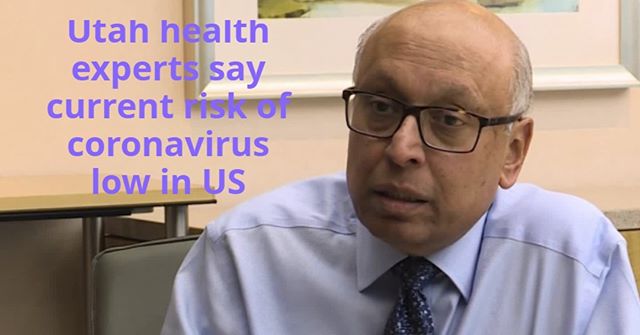 Utah health
experts say
current risk of
coronavirus
low in US